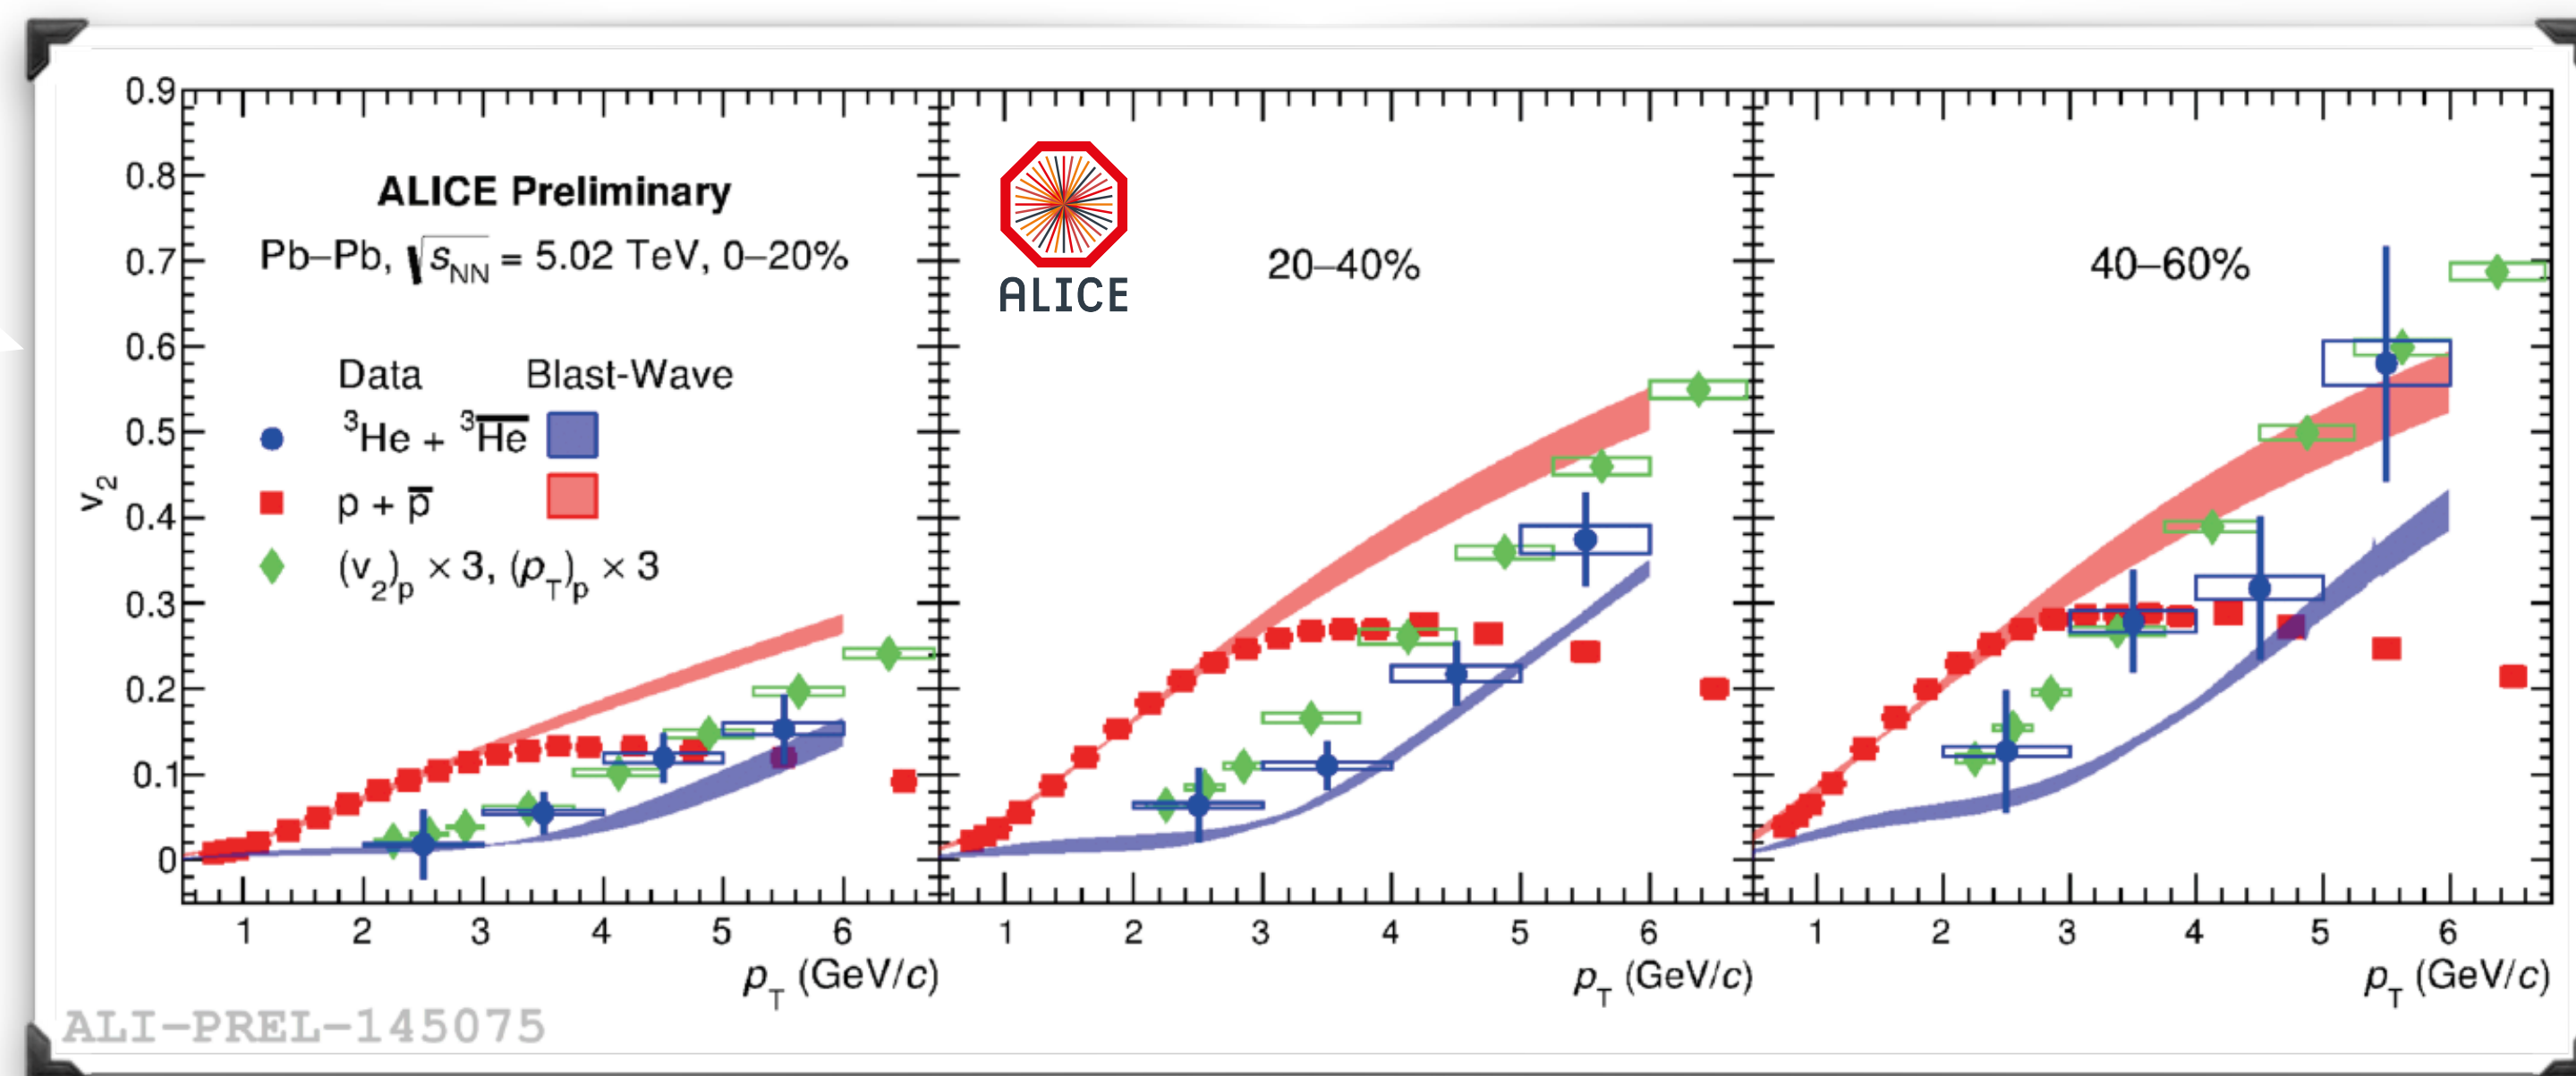 0.9
0.8
0.7
0.6
0.5
0.4
0.3
0.2
0.1
0
v₂
ALICE Preliminary
Pb–Pb, √sNN = 5.02 TeV, 0–20%
Data Blast-Wave
³He + ³H̅e̅
p + p̅
(v₂)p × 3, (pT)p × 3
1 2 3 4 5 6
pT (GeV/c)
ALICE
20–40%
1 2 3 4 5 6
pT (GeV/c)
40–60%
1 2 3 4 5 6
pT (GeV/c)
ALI-PREL-145075